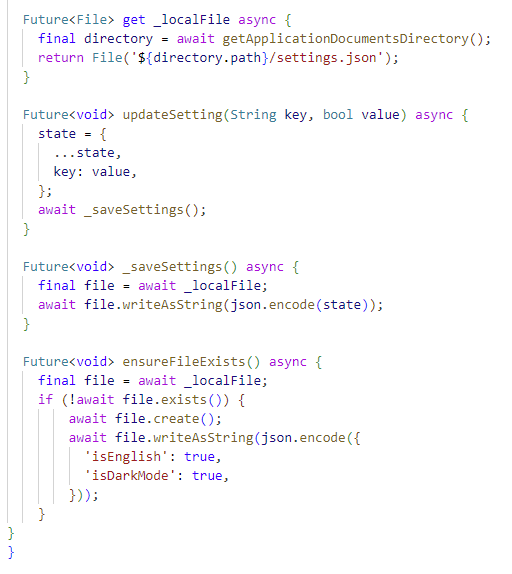 Future<File> get _localFile async {
final directory = await getApplicationDocumentsDirectory();
return File('${directory.path}/settings.json');
}
Future<void> updateSetting(String key, bool value) async {
state = {
...state,
key: value,
};
await _saveSettings();
}
Future<void> _saveSettings() async {
final file = await _localFile;
await file.writeAsString(json.encode(state));
}
Future<void> ensureFileExists() async {
final file = await _localFile;
if (!await file.exists()) {
await file.create();
await file.writeAsString(json.encode({
'isEnglish': true,
'isDarkMode': true,
}));
}
}
}